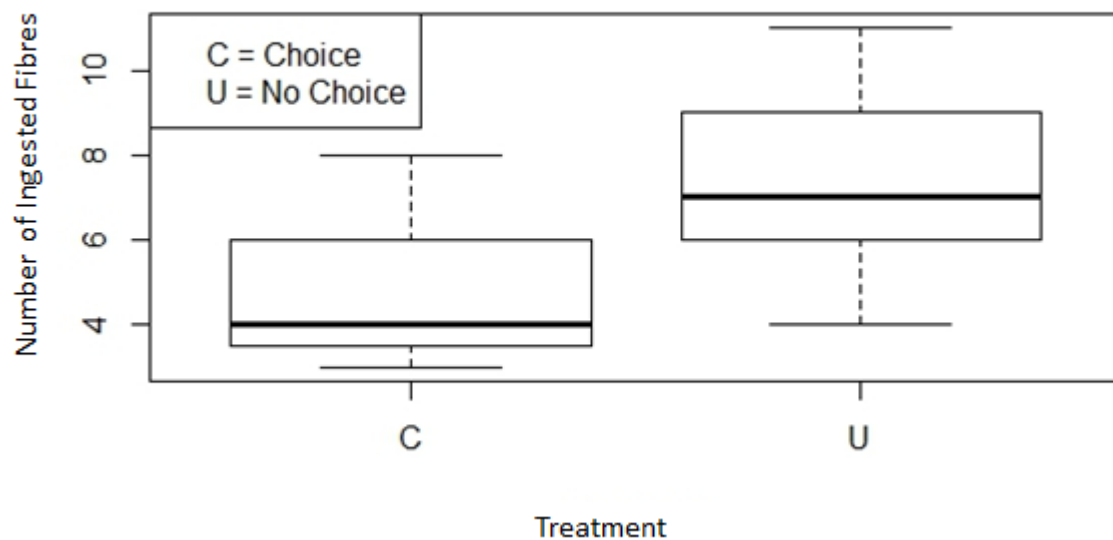 C = Choice
U = No Choice
Number of Ingested Fibres
10
8
6
4
C
U
Treatment